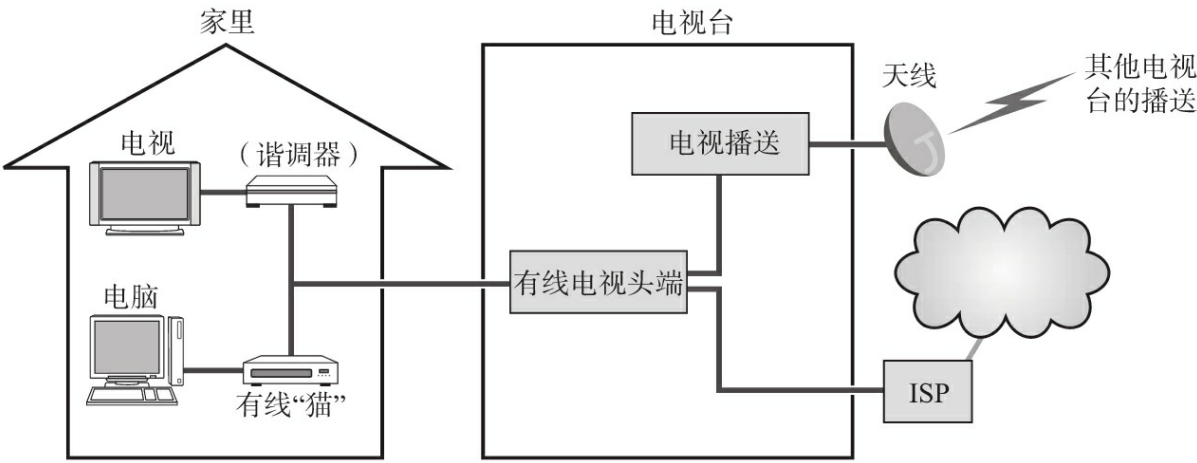 家里
电视台
天线
其他电视
台的播送
电视
（谐调器）
电视播送
有线电视头端
电脑
有线“猫”
ISP